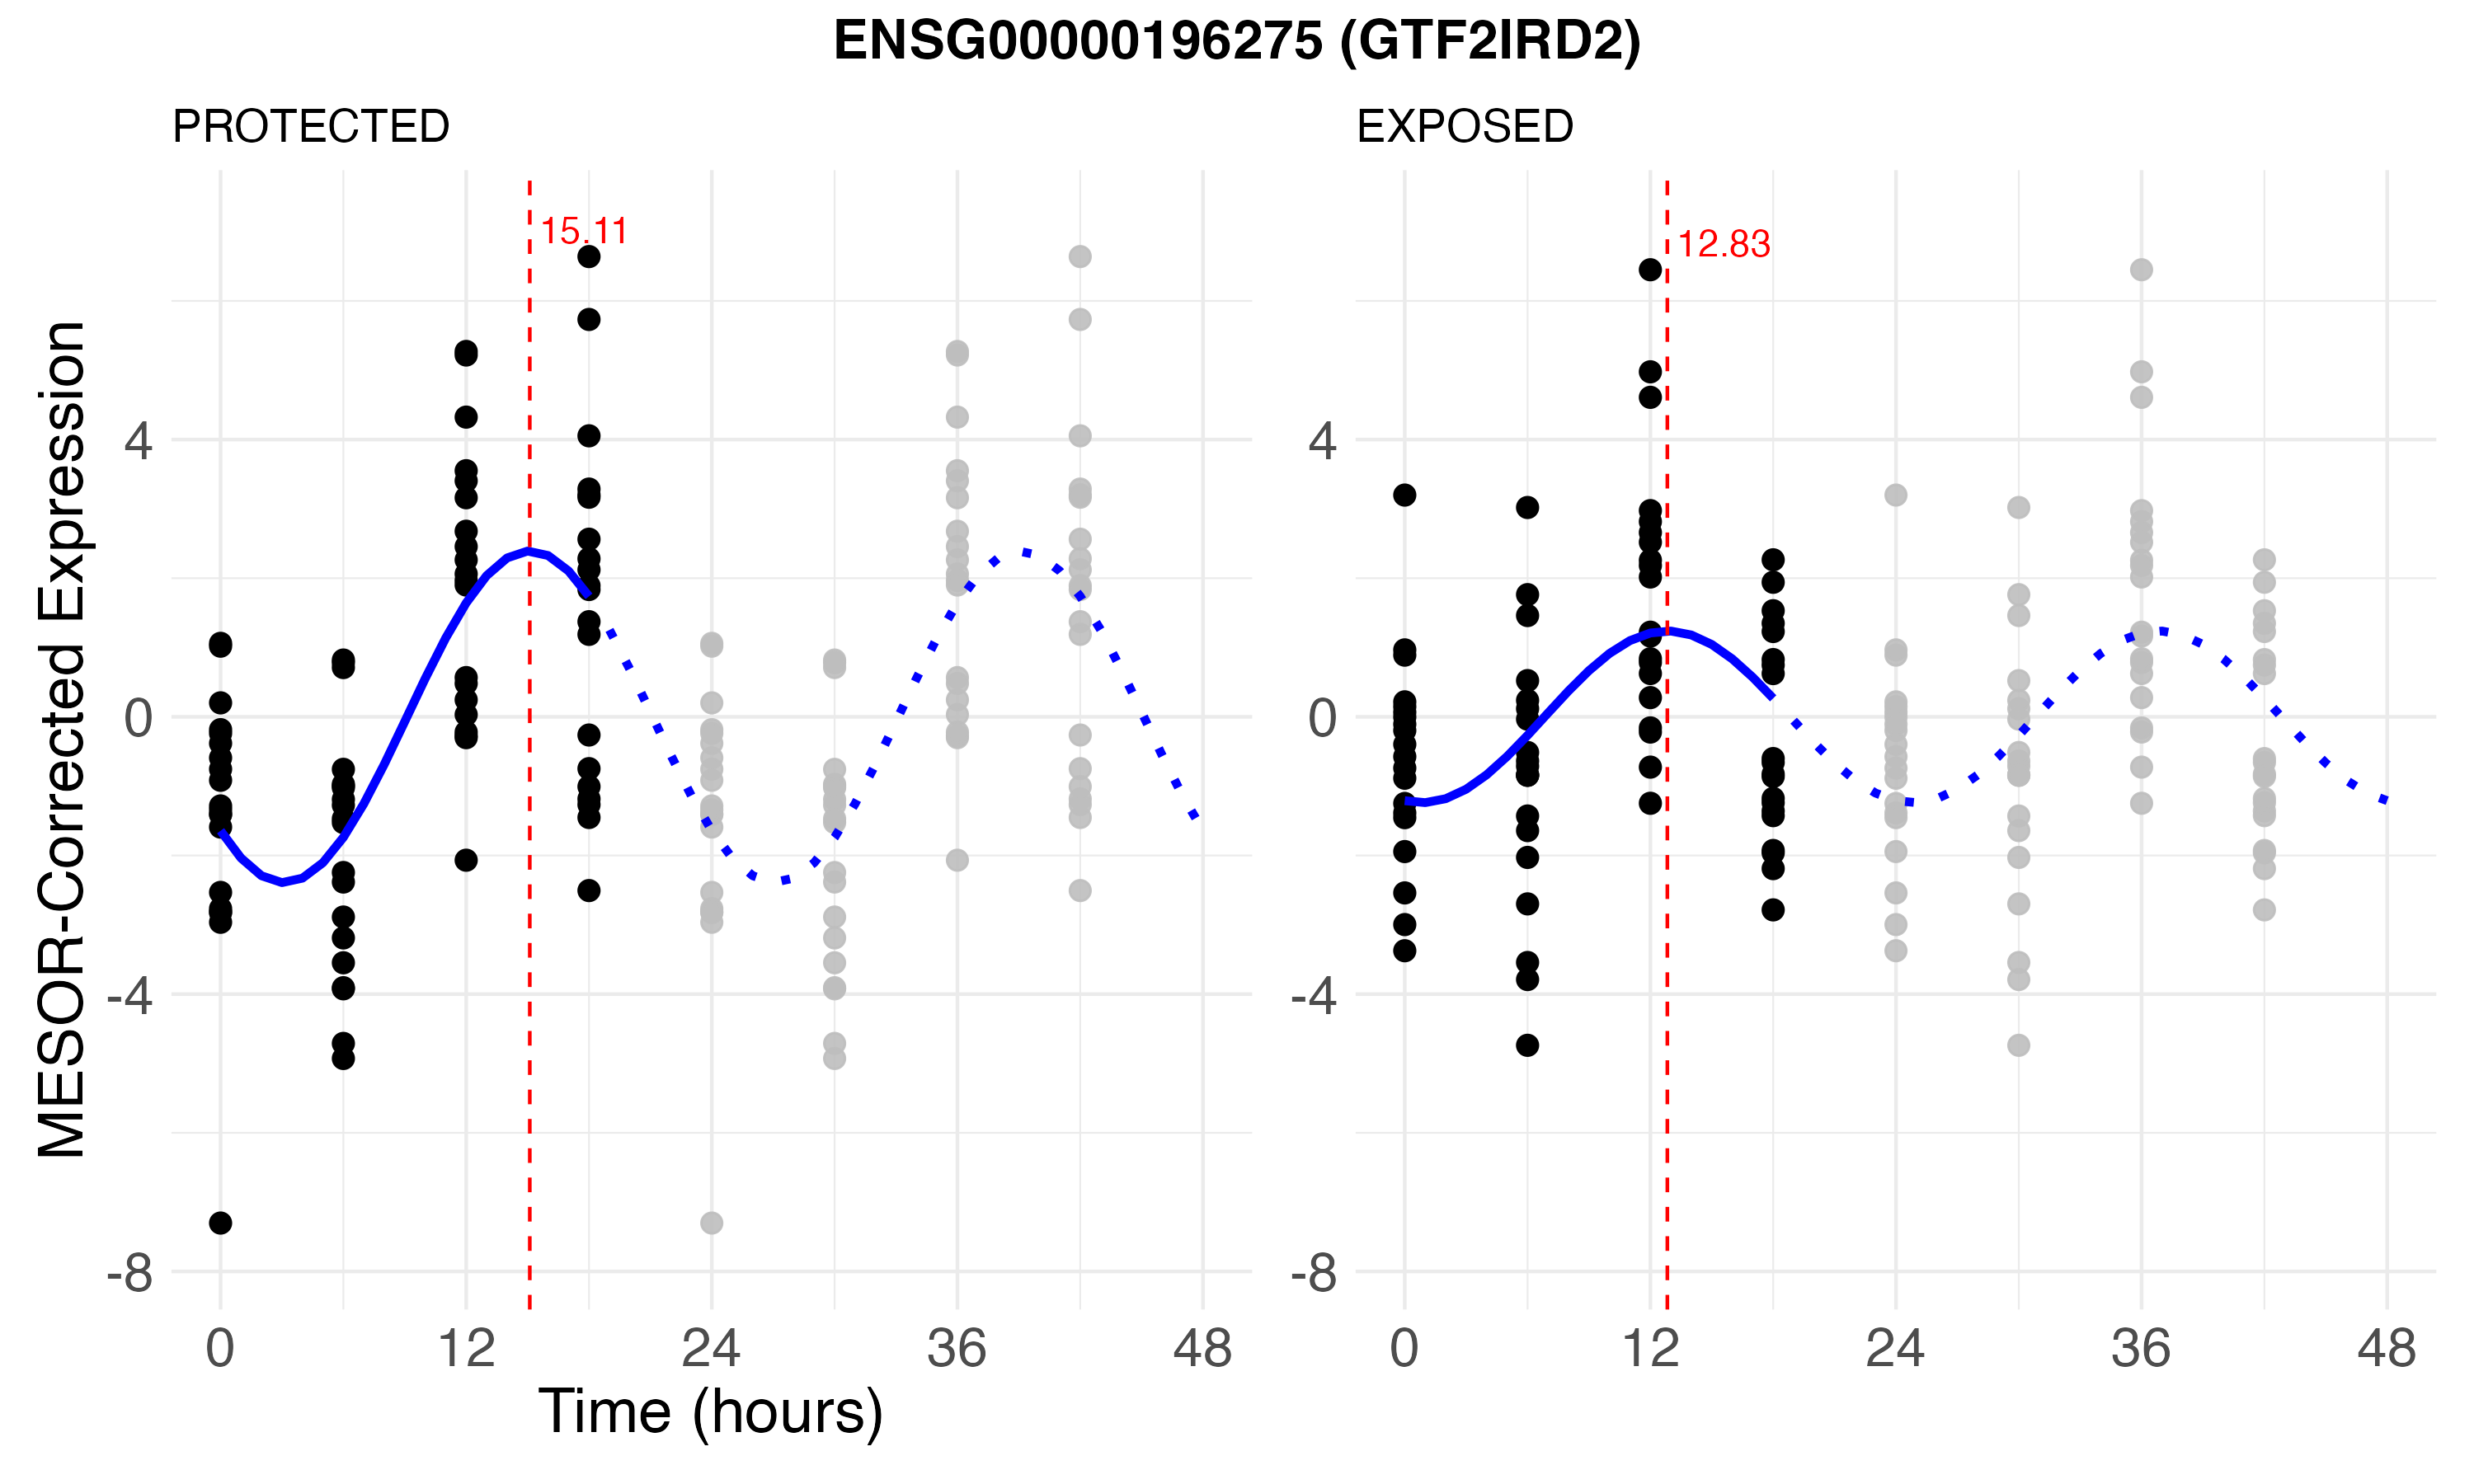 ENSG00000196275 (GTF2IRD2)
PROTECTED
EXPOSED
MESOR-Corrected Expression
15.11
12.83
4
0
-4
-8
4
0
-4
-8
0 12 24 36 48
0 12 24 36 48
Time (hours)